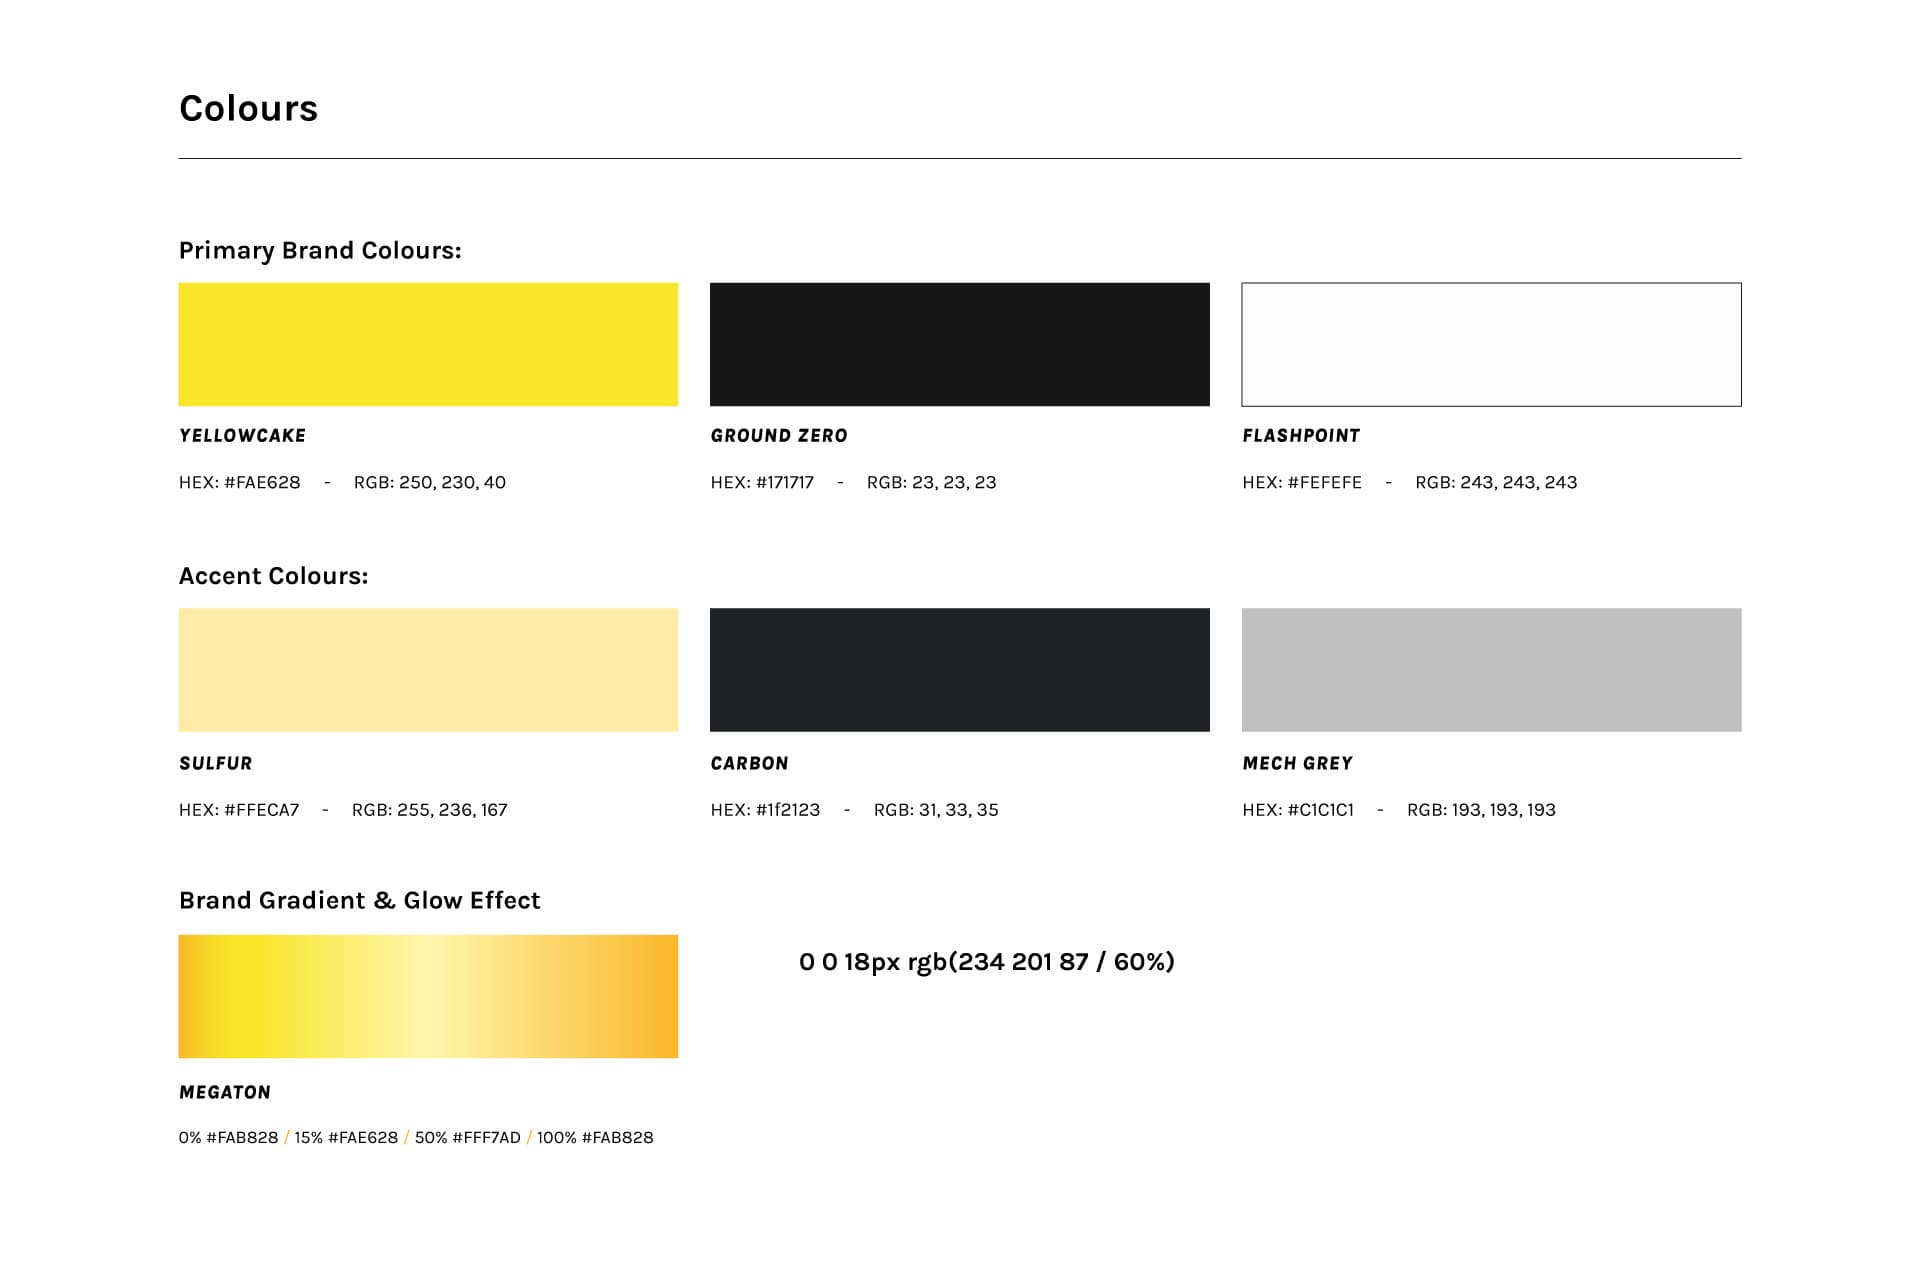 Colours
Primary Brand Colours:
YELLOWCAKE
HEX: #FAE628 - RGB: 250, 230, 40
GROUND ZERO
HEX: #171717 - RGB: 23, 23, 23
FLASHPOINT
HEX: #FEFEFE - RGB: 243, 243, 243
Accent Colours:
SULFUR
HEX: #FFECA7 - RGB: 255, 236, 167
CARBON
HEX: #1f2123 - RGB: 31, 33, 35
MECH GREY
HEX: #C1C1C1 - RGB: 193, 193, 193
Brand Gradient & Glow Effect
0 0 18px rgb(234 201 87 / 60%)
MEGATON
0% #FAB828 / 15% #FAE628 / 50% #FFF7AD / 100% #FAB828